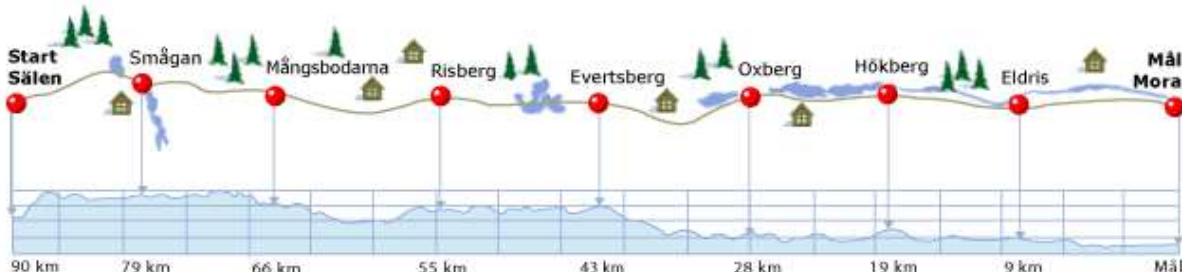 Start
Sälen
Smågan
Mångsbodarna
Risberg
Evertsberg
Oxberg
Hökberg
Eldris
Mål
Mora
90 km
79 km
66 km
55 km
43 km
28 km
19 km
9 km
Mål